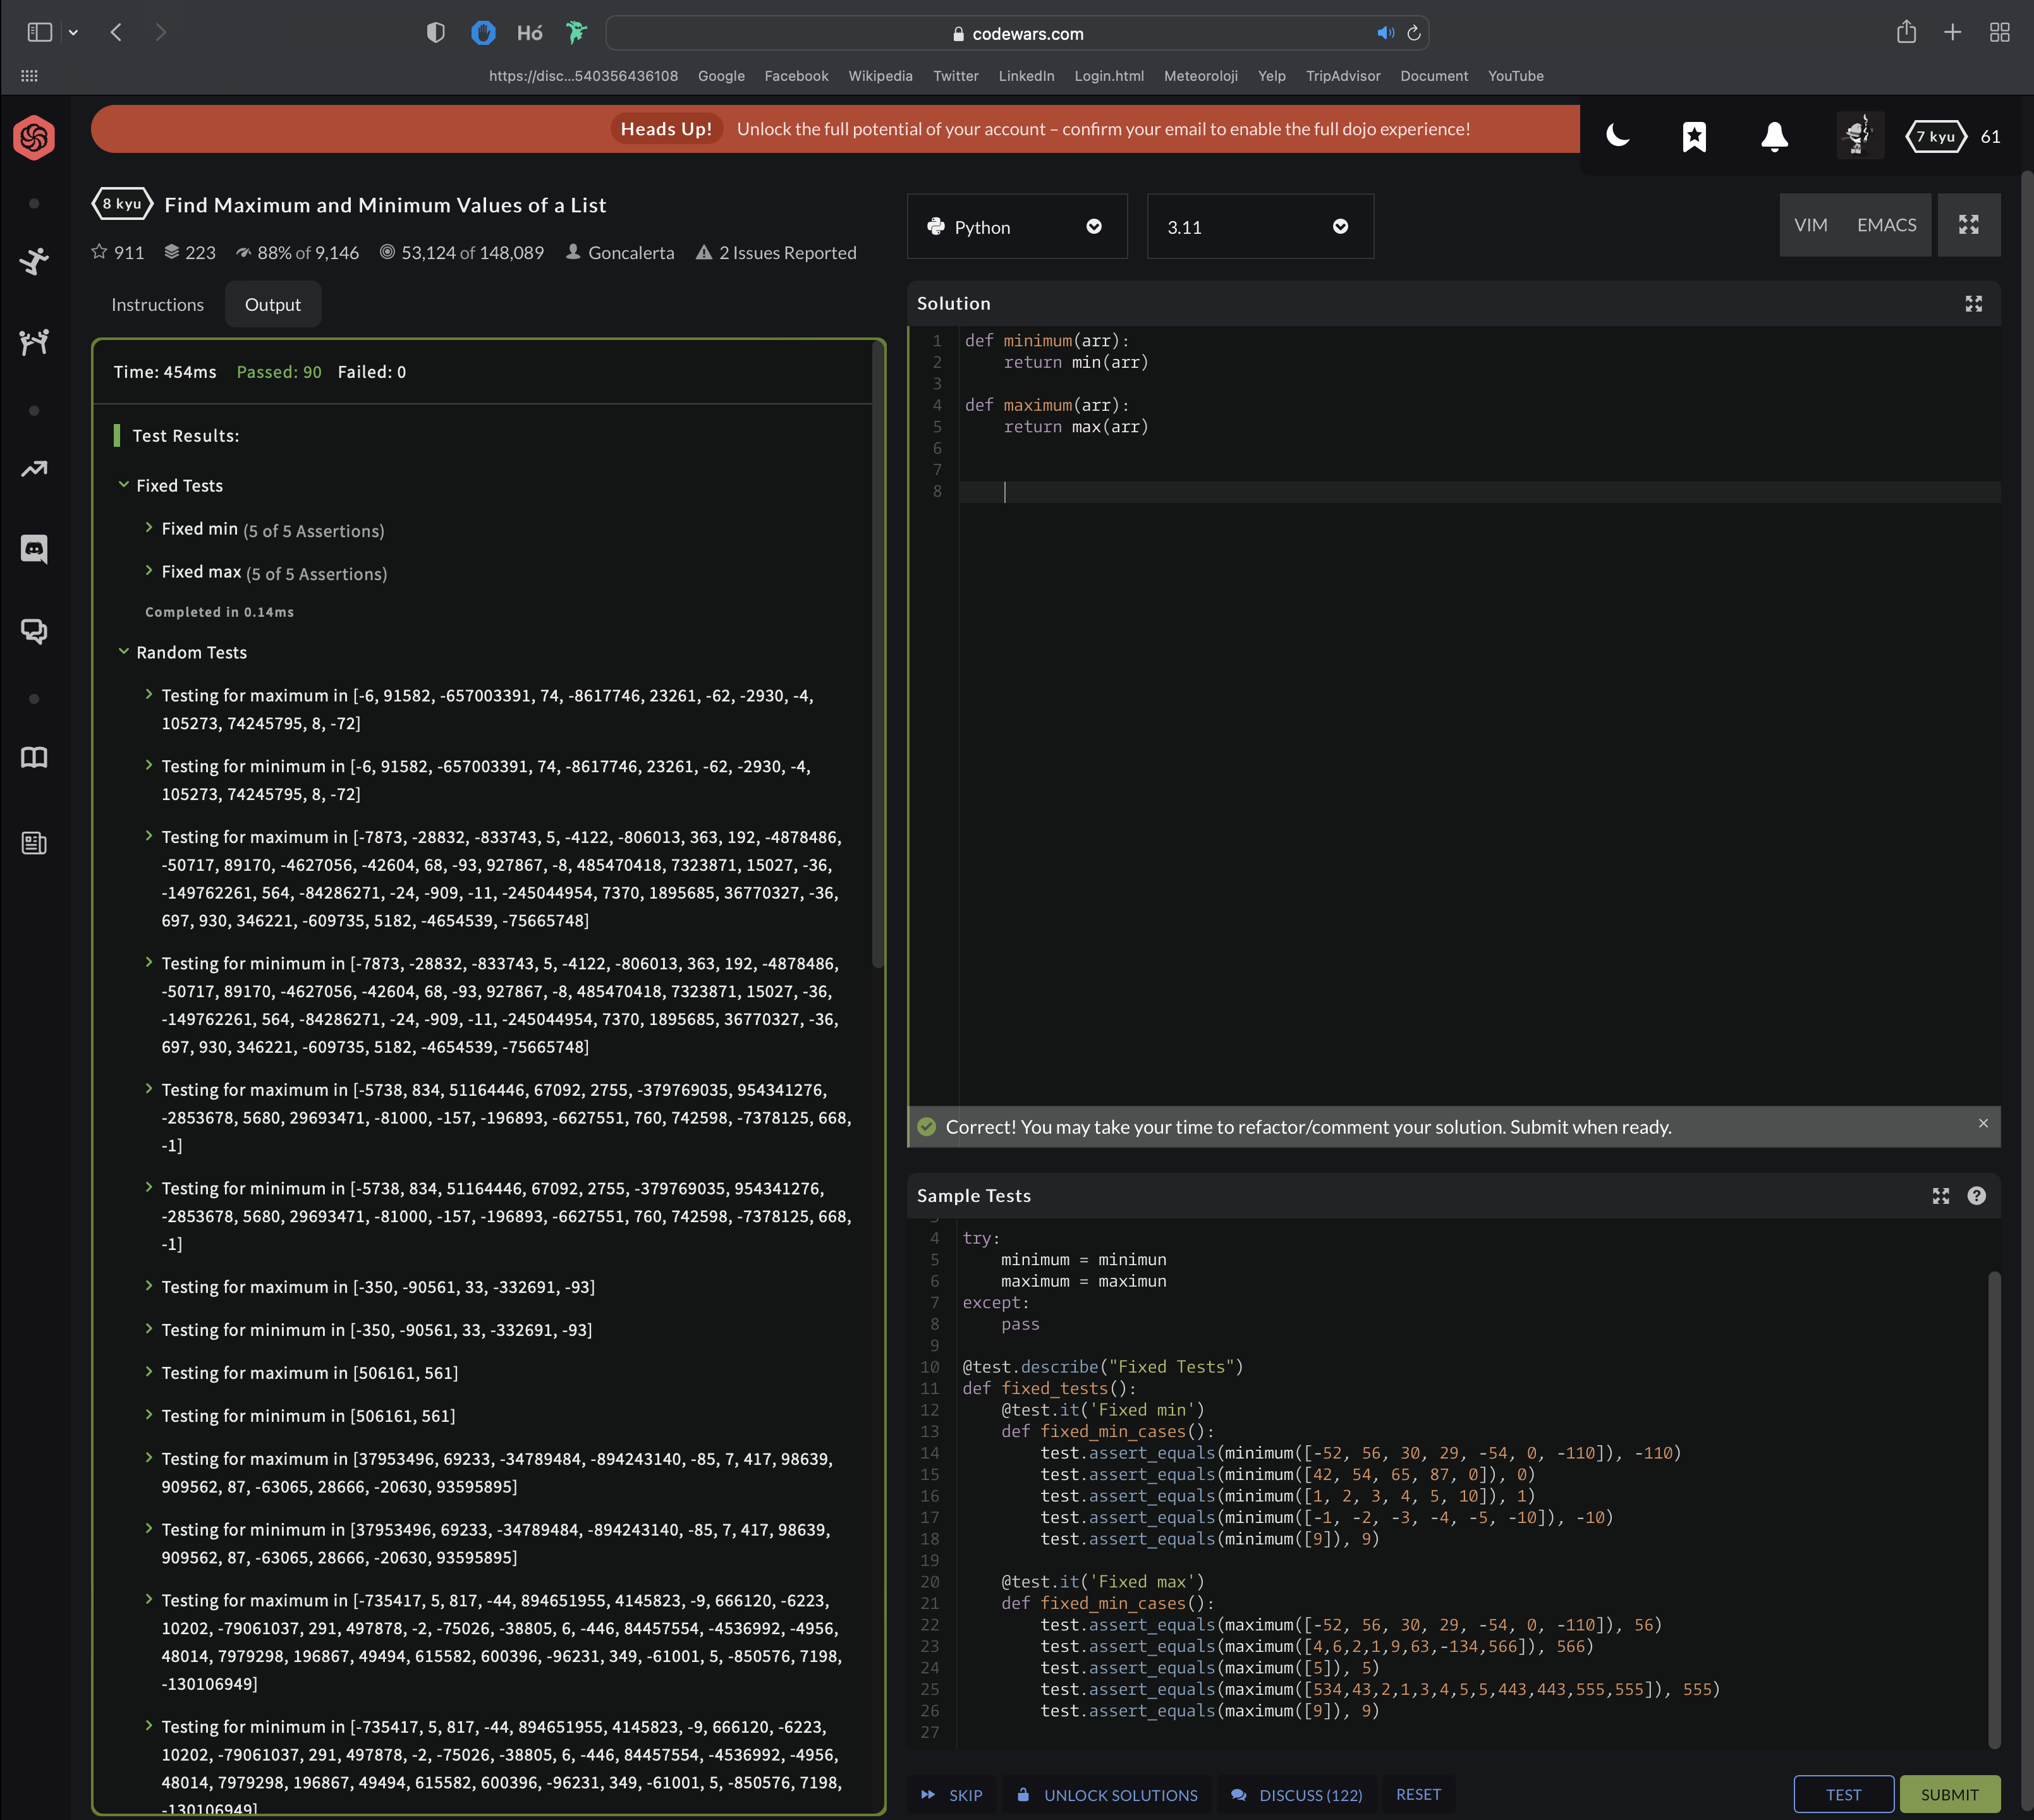 Hó
codewars.com
https://disc...540356436108 Google Facebook Wikipedia Twitter LinkedIn Login.html Meteoroloji Yelp TripAdvisor Document YouTube
Heads Up! Unlock the full potential of your account – confirm your email to enable the full dojo experience!
7 kyu 61
8 kyu Find Maximum and Minimum Values of a List
911 223 88% of 9,146 53,124 of 148,089 Goncalerta 2 Issues Reported
Instructions Output
Time: 454ms Passed: 90 Failed: 0
Test Results:
Fixed Tests
Fixed min (5 of 5 Assertions)
Fixed max (5 of 5 Assertions)
Completed in 0.14ms
Random Tests
Testing for maximum in [-6, 91582, -657003391, 74, -8617746, 23261, -62, -2930, -4,
105273, 74245795, 8, -72]
Testing for minimum in [-6, 91582, -657003391, 74, -8617746, 23261, -62, -2930, -4,
105273, 74245795, 8, -72]
Testing for maximum in [-7873, -28832, -833743, 5, -4122, -806013, 363, 192, -4878486,
-50717, 89170, -4627056, -42604, 68, -93, 927867, -8, 485470418, 7323871, 15027, -36,
-149762261, 564, -84286271, -24, -909, -11, -245044954, 7370, 1895685, 36770327, -36,
697, 930, 346221, -609735, 5182, -4654539, -75665748]
Testing for minimum in [-7873, -28832, -833743, 5, -4122, -806013, 363, 192, -4878486,
-50717, 89170, -4627056, -42604, 68, -93, 927867, -8, 485470418, 7323871, 15027, -36,
-149762261, 564, -84286271, -24, -909, -11, -245044954, 7370, 1895685, 36770327, -36,
697, 930, 346221, -609735, 5182, -4654539, -75665748]
Testing for maximum in [-5738, 834, 51164446, 67092, 2755, -379769035, 954341276,
-2853678, 5680, 29693471, -81000, -157, -196893, -6627551, 760, 742598, -7378125, 668,
-1]
Testing for minimum in [-5738, 834, 51164446, 67092, 2755, -379769035, 954341276,
-2853678, 5680, 29693471, -81000, -157, -196893, -6627551, 760, 742598, -7378125, 668,
-1]
Testing for maximum in [-350, -90561, 33, -332691, -93]
Testing for minimum in [-350, -90561, 33, -332691, -93]
Testing for maximum in [506161, 561]
Testing for minimum in [506161, 561]
Testing for maximum in [37953496, 69233, -34789484, -894243140, -85, 7, 417, 98639,
909562, 87, -63065, 28666, -20630, 93595895]
Testing for minimum in [37953496, 69233, -34789484, -894243140, -85, 7, 417, 98639,
909562, 87, -63065, 28666, -20630, 93595895]
Testing for maximum in [-735417, 5, 817, -44, 894651955, 4145823, -9, 666120, -6223,
10202, -79061037, 291, 497878, -2, -75026, -38805, 6, -446, 84457554, -4536992, -4956,
48014, 7979298, 196867, 49494, 615582, 600396, -96231, 349, -61001, 5, -850576, 7198,
-130106949]
Testing for minimum in [-735417, 5, 817, -44, 894651955, 4145823, -9, 666120, -6223,
10202, -79061037, 291, 497878, -2, -75026, -38805, 6, -446, 84457554, -4536992, -4956,
48014, 7979298, 196867, 49494, 615582, 600396, -96231, 349, -61001, 5, -850576, 7198,
-130106949]
Python 3.11 VIM EMACS
Solution
1 def minimum(arr):
2 return min(arr)
3
4 def maximum(arr):
5 return max(arr)
6
7
8
Correct! You may take your time to refactor/comment your solution. Submit when ready.
Sample Tests
4 try:
5 minimum = minimun
6 maximum = maximun
7 except:
8 pass
9
10 @test.describe("Fixed Tests")
11 def fixed_tests():
12 @test.it('Fixed min')
13 def fixed_min_cases():
14 test.assert_equals(minimum([-52, 56, 30, 29, -54, 0, -110]), -110)
15 test.assert_equals(minimum([42, 54, 65, 87, 0]), 0)
16 test.assert_equals(minimum([1, 2, 3, 4, 5, 10]), 1)
17 test.assert_equals(minimum([-1, -2, -3, -4, -5, -10]), -10)
18 test.assert_equals(minimum([9]), 9)
19
20 @test.it('Fixed max')
21 def fixed_min_cases():
22 test.assert_equals(maximum([-52, 56, 30, 29, -54, 0, -110]), 56)
23 test.assert_equals(maximum([4,6,2,1,9,63,-134,566]), 566)
24 test.assert_equals(maximum([5]), 5)
25 test.assert_equals(maximum([534,43,2,1,3,4,5,5,443,443,555,555]), 555)
26 test.assert_equals(maximum([9]), 9)
27
SKIP UNLOCK SOLUTIONS DISCUSS (122) RESET TEST SUBMIT